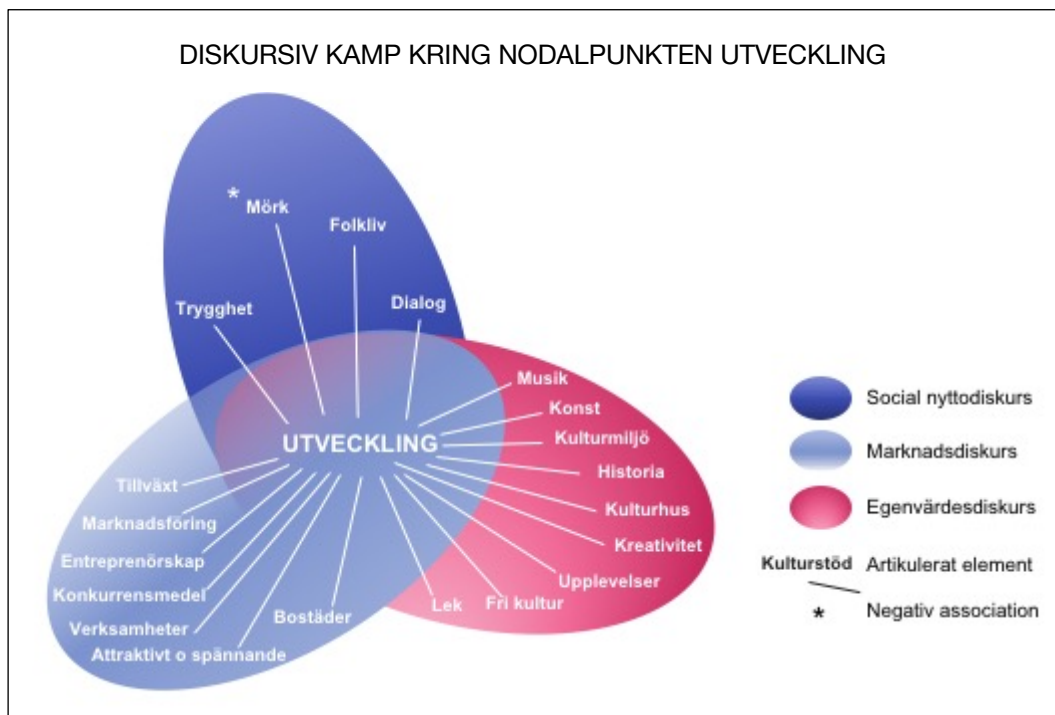 DISKURSIV KAMP KRING NODALPUNKTEN UTVECKLING
* Mörk
Folkliv
Trygghet
Dialog
Musik
Konst
Kulturmiljö
Historia
Kulturhus
Kreativitet
Upplevelser
Fri kultur
Lek
UTVECKLING
Tillväxt
Marknadsföring
Entreprenörskap
Konkurrensmedel
Verksamheter
Attraktivt o spännande
Bostäder
Social nyttodiskurs
Marknadsdiskurs
Egenvärdesdiskurs
Kulturstöd Artikulerat element
* Negativ association